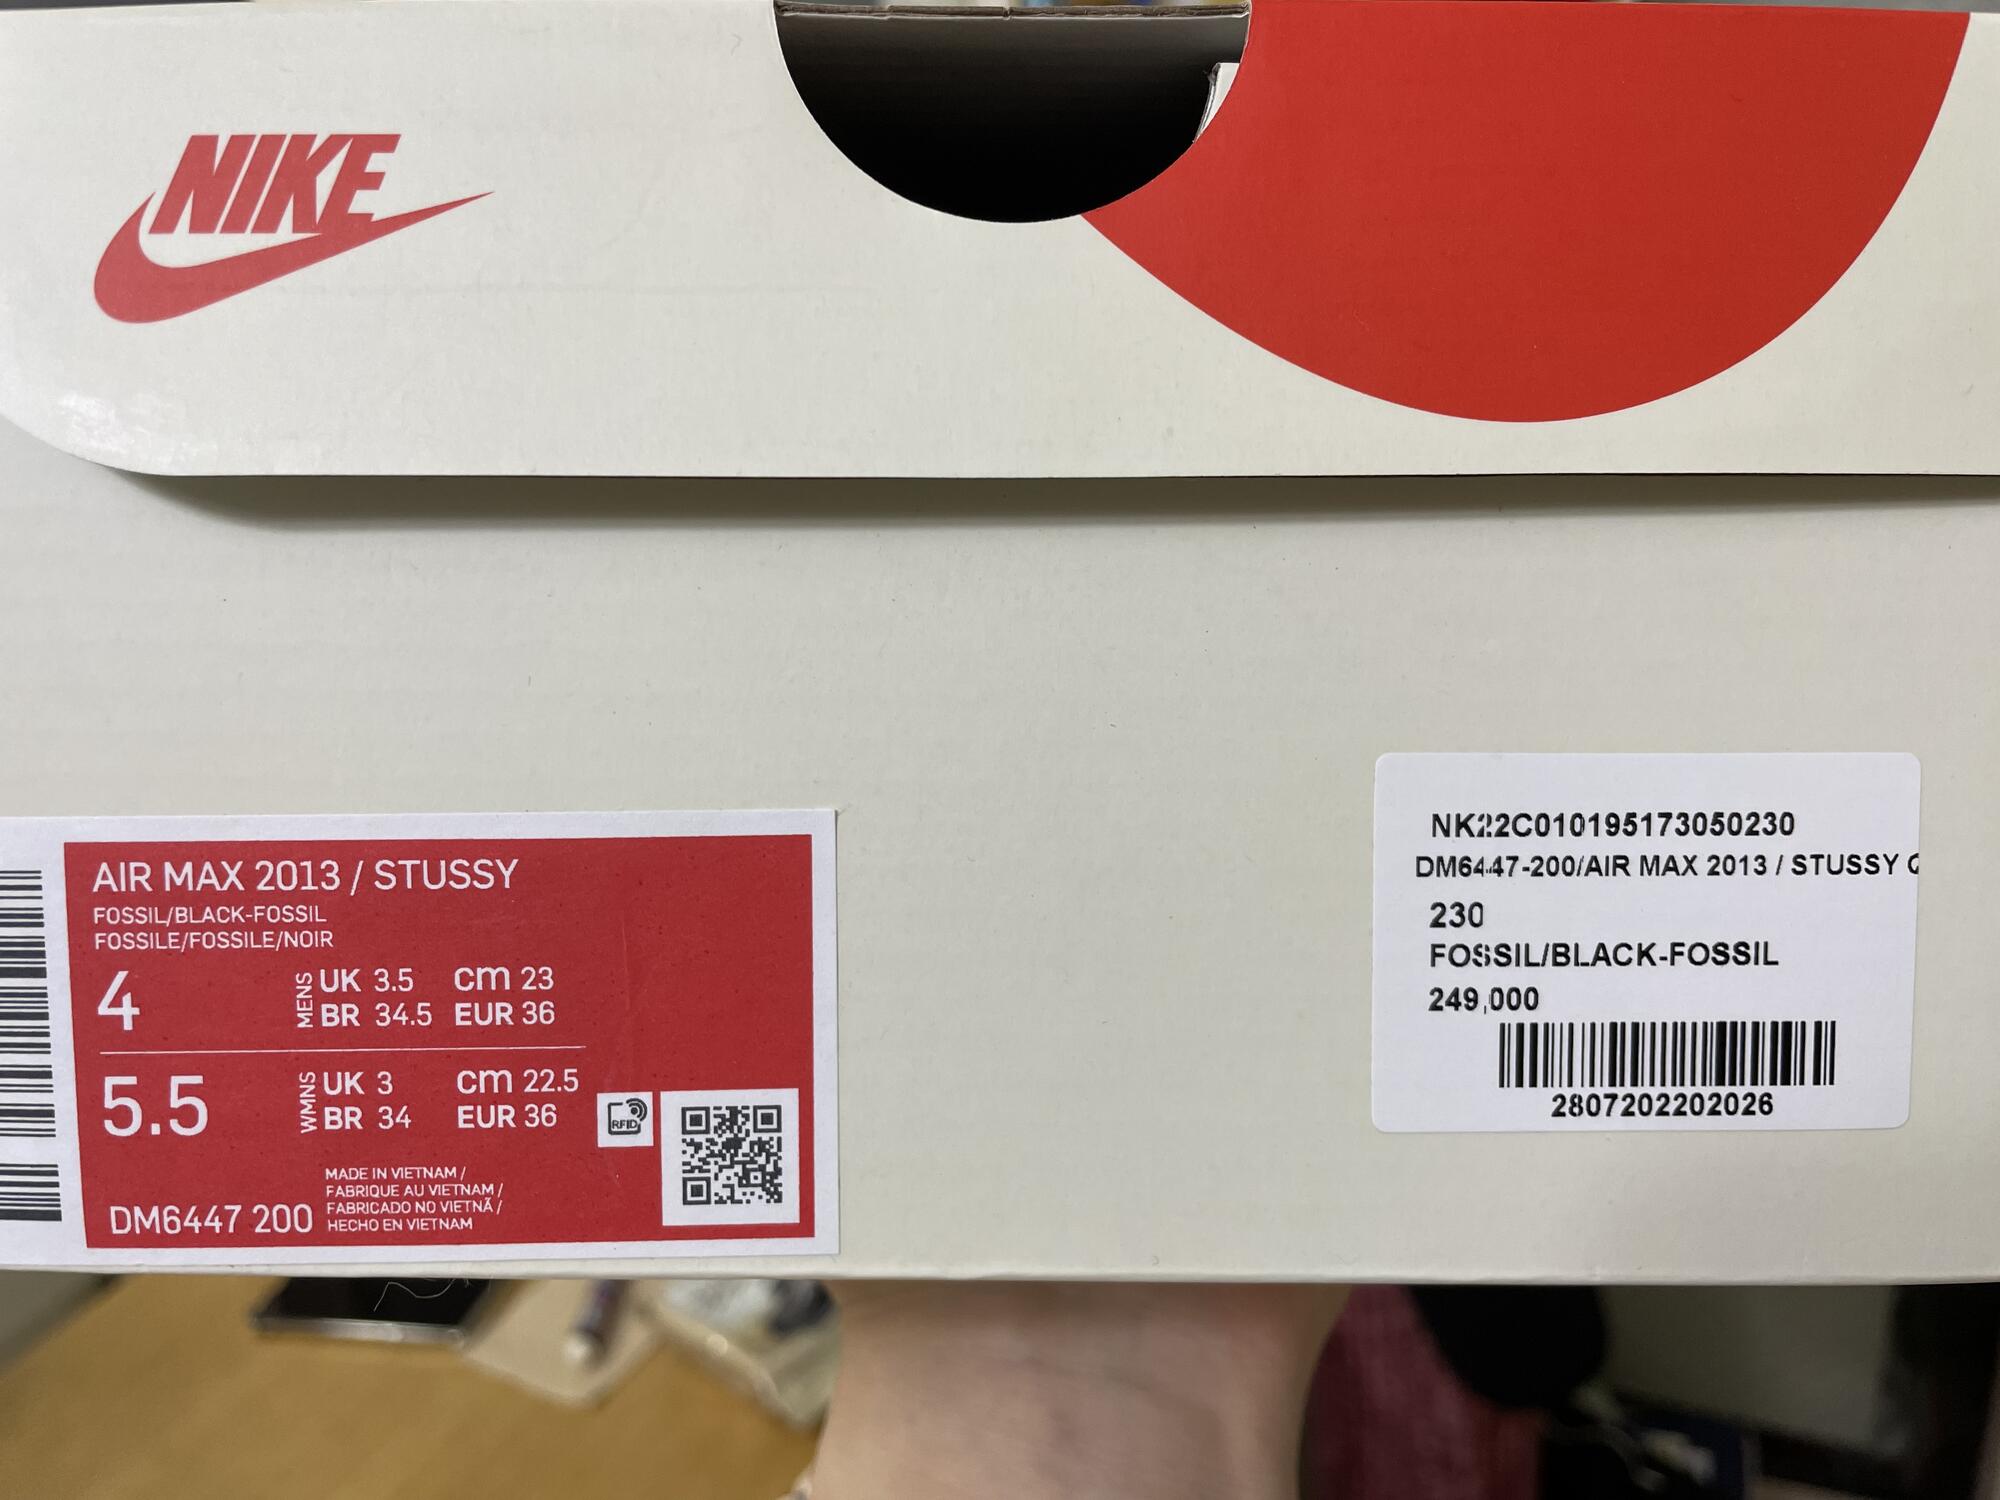 NIKE
AIR MAX 2013 / STUSSY
FOSSIL/BLACK-FOSSIL
FOSSILE/FOSSILE/NOIR
4
MENS
UK 3.5 cm 23
BR 34.5 EUR 36
5.5
WMNS
UK 3 cm 22.5
BR 34 EUR 36
RFID
MADE IN VIETNAM /
FABRIQUE AU VIETNAM /
FABRICADO NO VIETNÃ /
HECHO EN VIETNAM
DM6447 200
NK22C010195173050230
DM6447-200/AIR MAX 2013 / STUSSY
230
FOSSIL/BLACK-FOSSIL
249,000
2807202202026